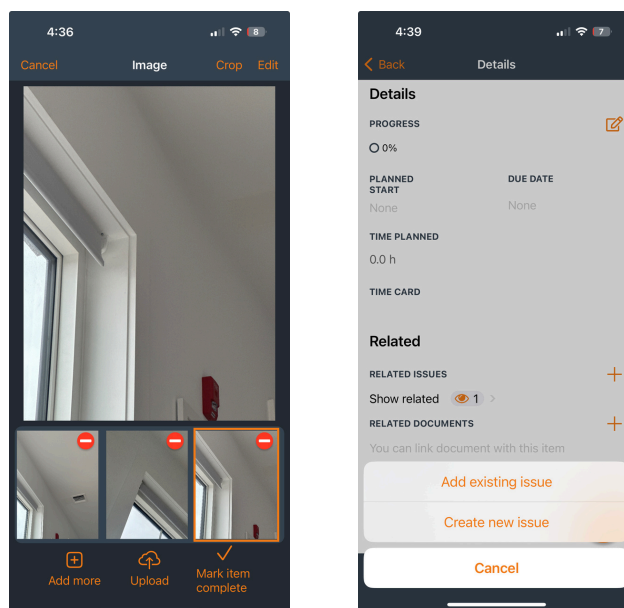 4:36
8
Cancel
Image
Crop
Edit
Add more
Upload
Mark item
complete
4:39
7
Back
Details
Details
PROGRESS
0%
PLANNED
START
DUE DATE
None
None
TIME PLANNED
0.0 h
TIME CARD
Related
RELATED ISSUES
Show related
1
RELATED DOCUMENTS
You can link document with this item
Add existing issue
Create new issue
Cancel